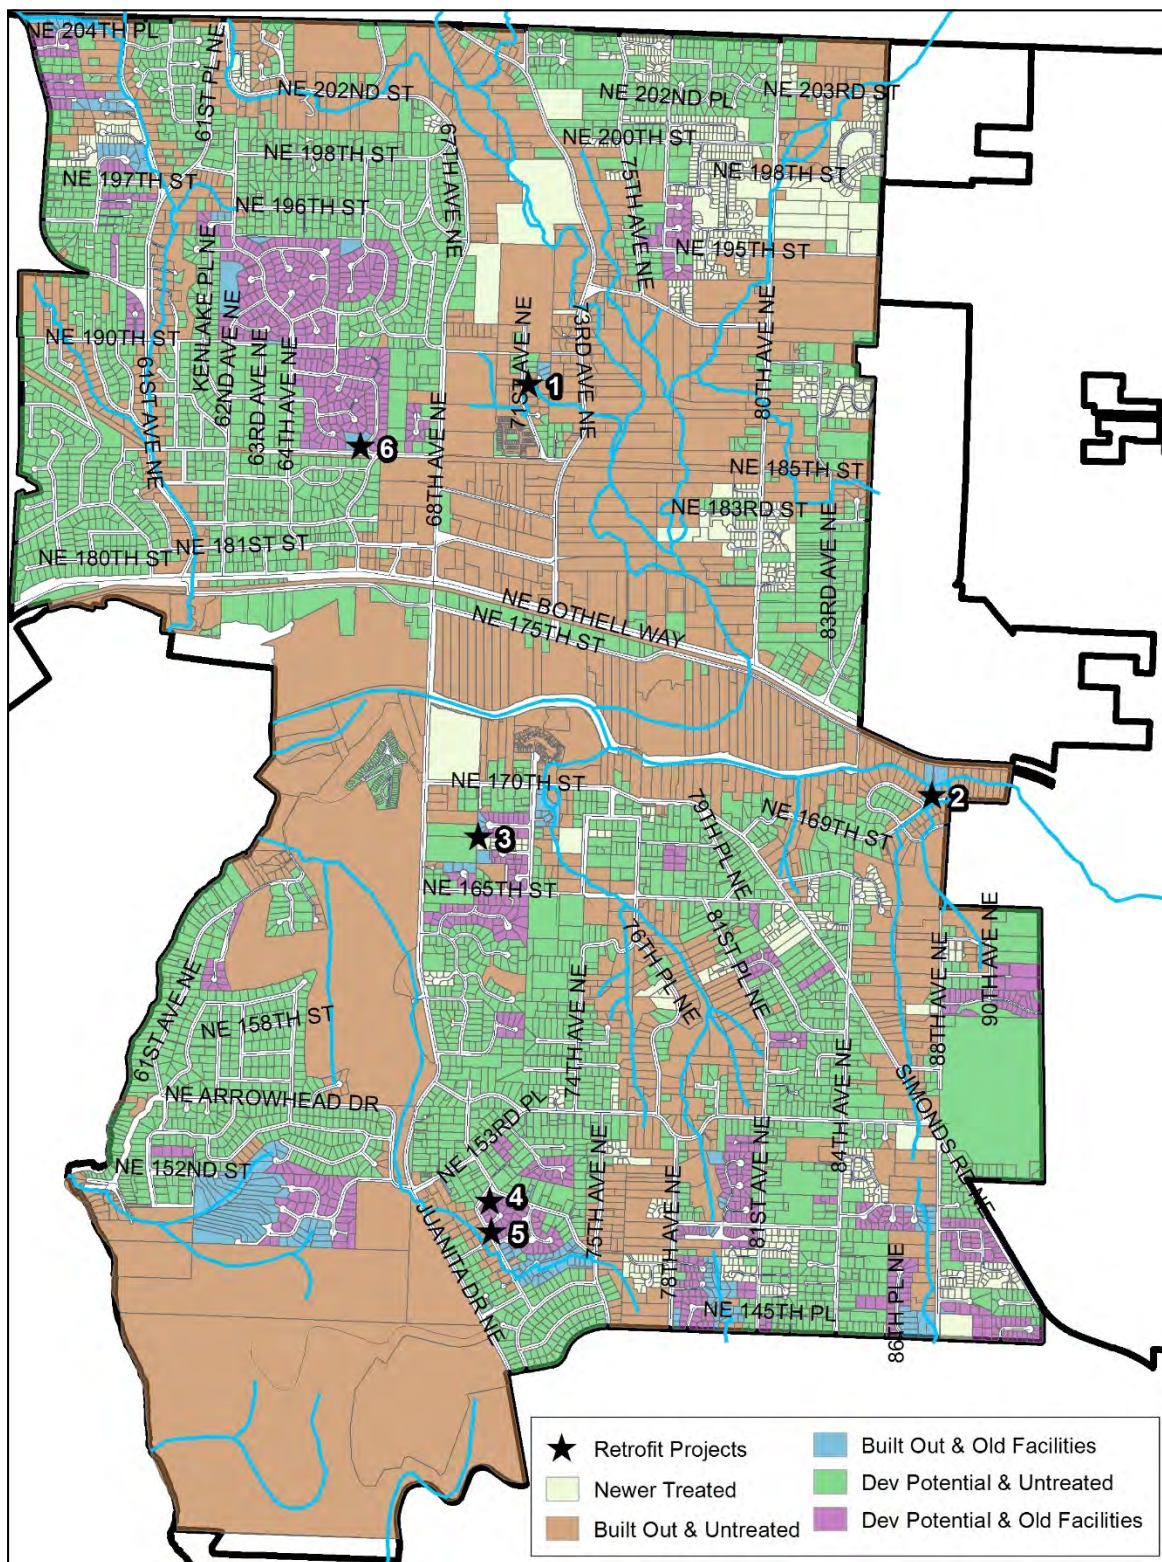 NE 204TH PL
61ST PL NE
NE 202ND ST
67TH AVE NE
NE 202ND PL
NE 203RD ST
NE 200TH ST
75TH AVE NE
NE 198TH ST
NE 198TH ST
NE 197TH ST
NE 196TH ST
NE 195TH ST
KENLAKE PL NE
62ND AVE NE
63RD AVE NE
64TH AVE NE
NE 190TH ST
61ST AVE NE
68TH AVE NE
71ST AVE NE
73RD AVE NE
80TH AVE NE
1
6
NE 185TH ST
NE 183RD ST
83RD AVE NE
NE 181ST ST
NE 180TH ST
NE BOTHELL WAY
NE 175TH ST
NE 170TH ST
79TH PL NE
NE 169TH ST
2
3
NE 165TH ST
76TH PL NE
81ST PL NE
88TH AVE NE
90TH AVE NE
61ST AVE NE
NE 158TH ST
74TH AVE NE
84TH AVE NE
SIMONDS RD NE
NE ARROWHEAD DR
NE 153RD PL
NE 152ND ST
4
5
JUANITA DR NE
75TH AVE NE
78TH AVE NE
81ST AVE NE
86TH PL NE
NE 145TH PL
Retrofit Projects
Newer Treated
Built Out & Untreated
Built Out & Old Facilities
Dev Potential & Untreated
Dev Potential & Old Facilities